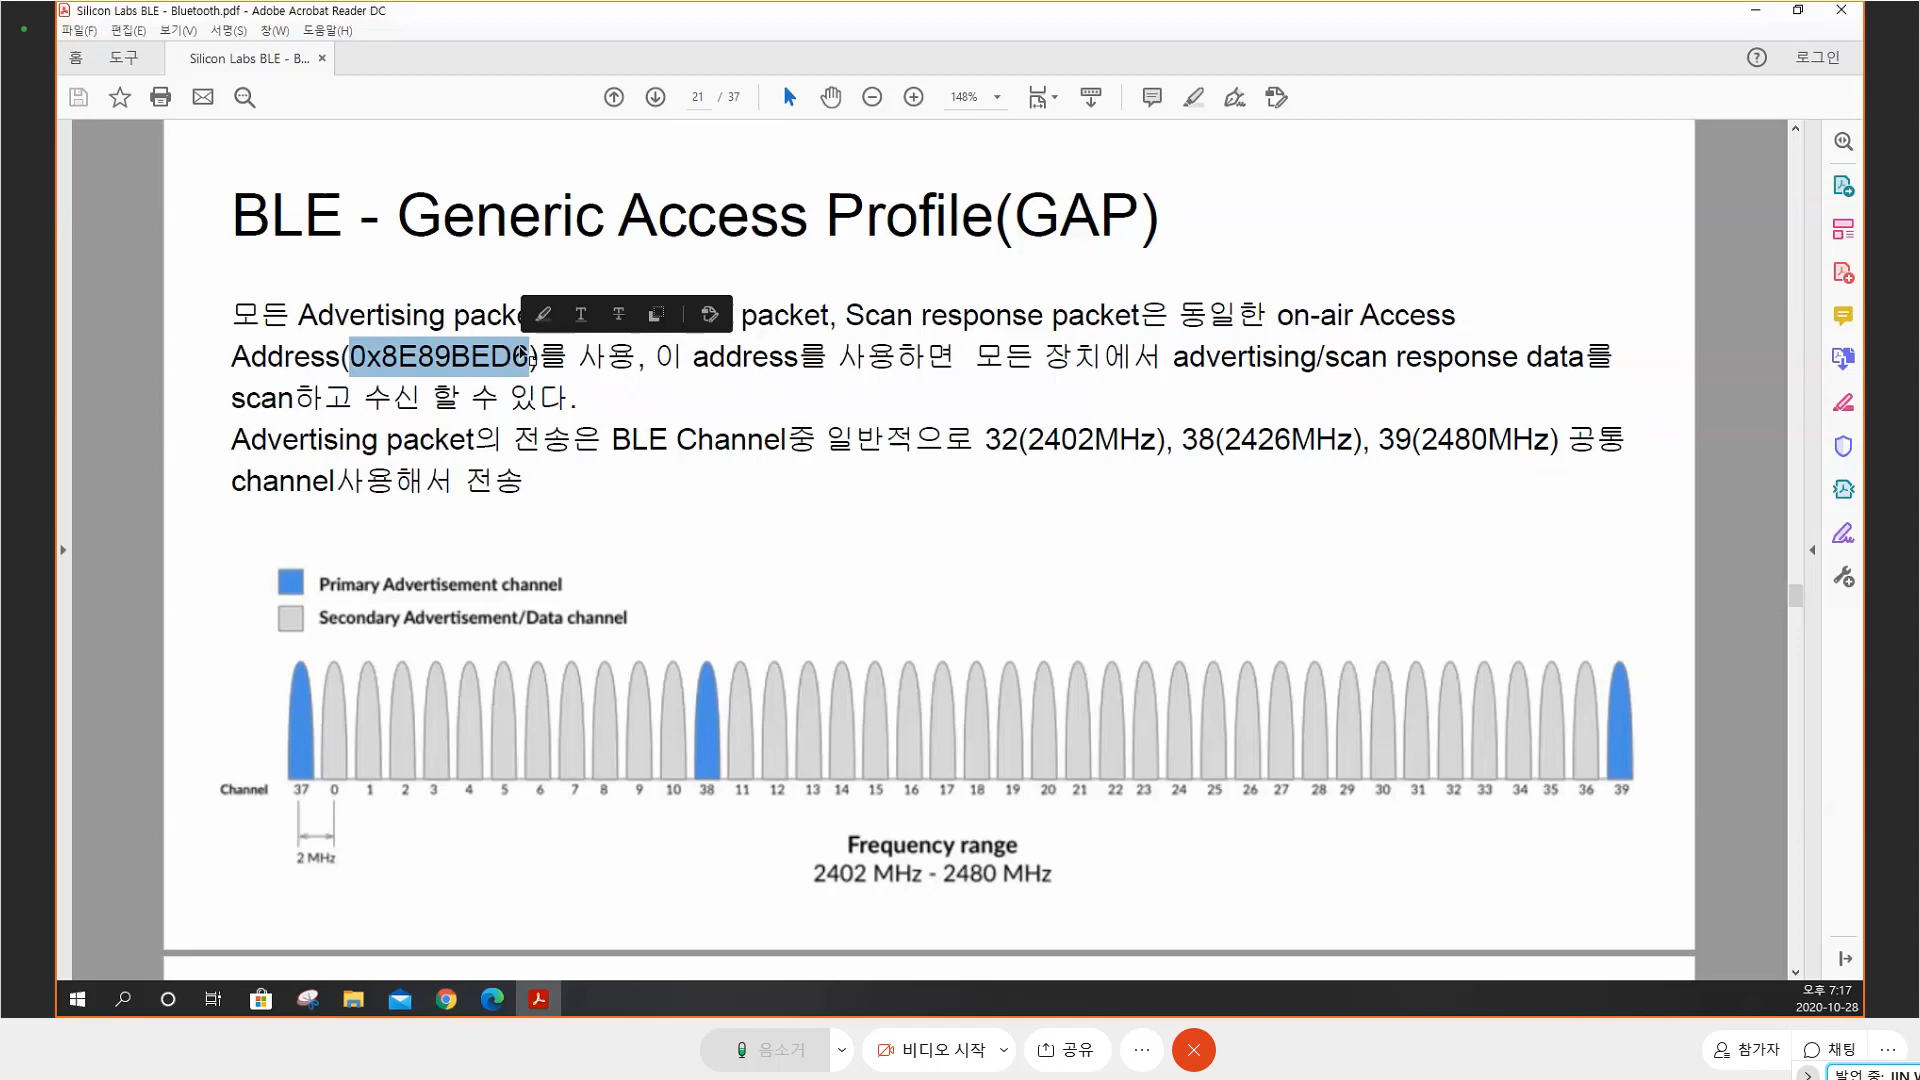 Silicon Labs BLE - Bluetooth.pdf - Adobe Acrobat Reader DC
파일(F) 편집(E) 보기(V) 서명(S) 창(W) 도움말(H)
홈 도구 Silicon Labs BLE - B... × 로그인
21 / 37 148%
BLE - Generic Access Profile(GAP)
모든 Advertising packe packet, Scan response packet은 동일한 on-air Access
Address(0x8E89BED6)를 사용, 이 address를 사용하면 모든 장치에서 advertising/scan response data를
scan하고 수신 할 수 있다.
Advertising packet의 전송은 BLE Channel중 일반적으로 32(2402MHz), 38(2426MHz), 39(2480MHz) 공통
channel사용해서 전송
Primary Advertisement channel
Secondary Advertisement/Data channel
Channel 37 0 1 2 3 4 5 6 7 8 9 10 38 11 12 13 14 15 16 17 18 19 20 21 22 23 24 25 26 27 28 29 30 31 32 33 34 35 36 39
2 MHz
Frequency range
2402 MHz - 2480 MHz
오후 7:17
2020-10-28
음소거 비디오 시작 공유 참가자 채팅
발언 중: JIN